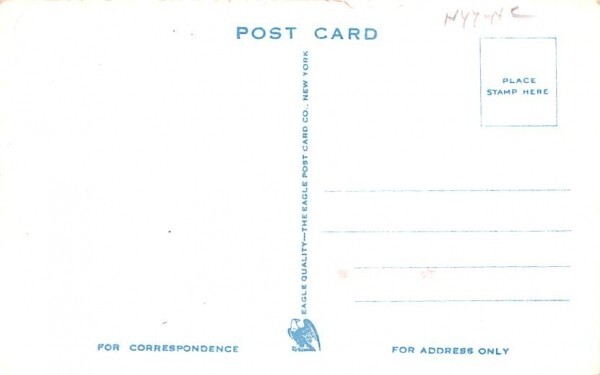 NYY-NC
POST CARD
PLACE
STAMP HERE
EAGLE QUALITY—THE EAGLE POST CARD CO., NEW YORK
FOR CORRESPONDENCE
FOR ADDRESS ONLY